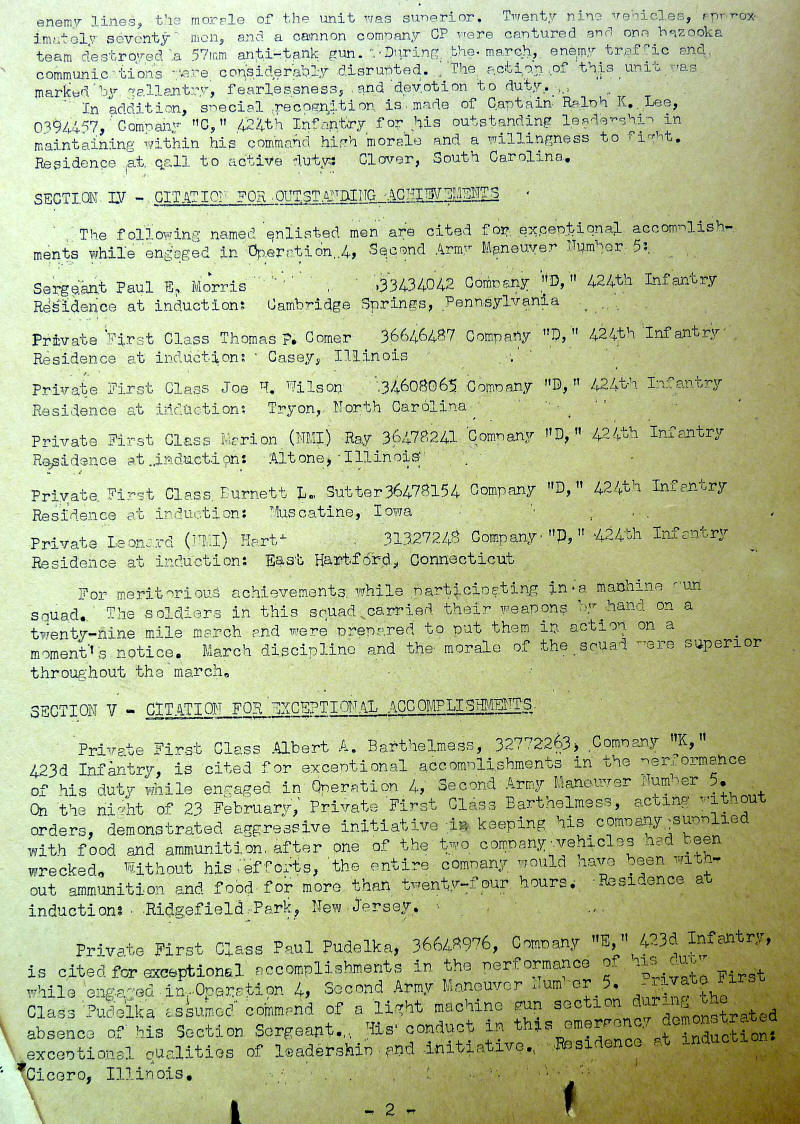 enemy lines, the morale of the unit was superior. Twenty nine vehicles, approx-
imately seventy men, and a cannon company CP were captured and one bazooka
team destroyed a 57mm anti-tank gun. During the march, enemy traffic and
communications were considerably disrupted. The action of this unit was
marked by gallantry, fearlessness, and devotion to duty.
In addition, special recognition is made of Captain Ralph K. Lee,
0394457, Company "C," 424th Infantry for his outstanding leadership in
maintaining within his command high morale and a willingness to fight.
Residence at call to active duty: Clover, South Carolina.
SECTION IV - CITATION FOR OUTSTANDING ACHIEVEMENTS
The following named enlisted men are cited for exceptional accomplish-
ments while engaged in Operation 4, Second Army Maneuver Number 5:
Sergeant Paul E. Morris 33434042 Company "D," 424th Infantry
Residence at induction: Cambridge Springs, Pennsylvania
Private First Class Thomas P. Comer 36646487 Company "D," 424th Infantry
Residence at induction: Casey, Illinois
Private First Class Joe H. Wilson 34608065 Company "D," 424th Infantry
Residence at induction: Tryon, North Carolina
Private First Class Marion (NMI) Ray 36478241 Company "D," 424th Infantry
Residence at induction: Altone, Illinois
Private First Class Burnett L. Sutter 36478154 Company "D," 424th Infantry
Residence at induction: Muscatine, Iowa
Private Leonard (NMI) Hart 31327248 Company "D," 424th Infantry
Residence at induction: East Hartford, Connecticut
For meritorious achievements while participating in a machine gun
squad. The soldiers in this squad carried their weapons by hand on a
twenty-nine mile march and were prepared to put them in action on a
moment's notice. March discipline and the morale of the squad were superior
throughout the march.
SECTION V - CITATION FOR EXCEPTIONAL ACCOMPLISHMENTS
Private First Class Albert A. Barthelmess, 32772263, Company "K,"
423d Infantry, is cited for exceptional accomplishments in the performance
of his duty while engaged in Operation 4, Second Army Maneuver Number 5.
On the night of 23 February, Private First Class Barthelmess, acting without
orders, demonstrated aggressive initiative in keeping his company supplied
with food and ammunition after one of the two company vehicles had been
wrecked. Without his efforts, the entire company would have been with-
out ammunition and food for more than twenty-four hours. Residence at
induction: Ridgefield Park, New Jersey.
Private First Class Paul Pudelka, 36648976, Company "E," 423d Infantry,
is cited for exceptional accomplishments in the performance of his duty
while engaged in Operation 4, Second Army Maneuver Number 5. Private First
Class Pudelka assumed command of a light machine gun section during the
absence of his Section Sergeant. His conduct in this emergency demonstrated
exceptional qualities of leadership and initiative. Residence at induction:
Cicero, Illinois.
- 2 -